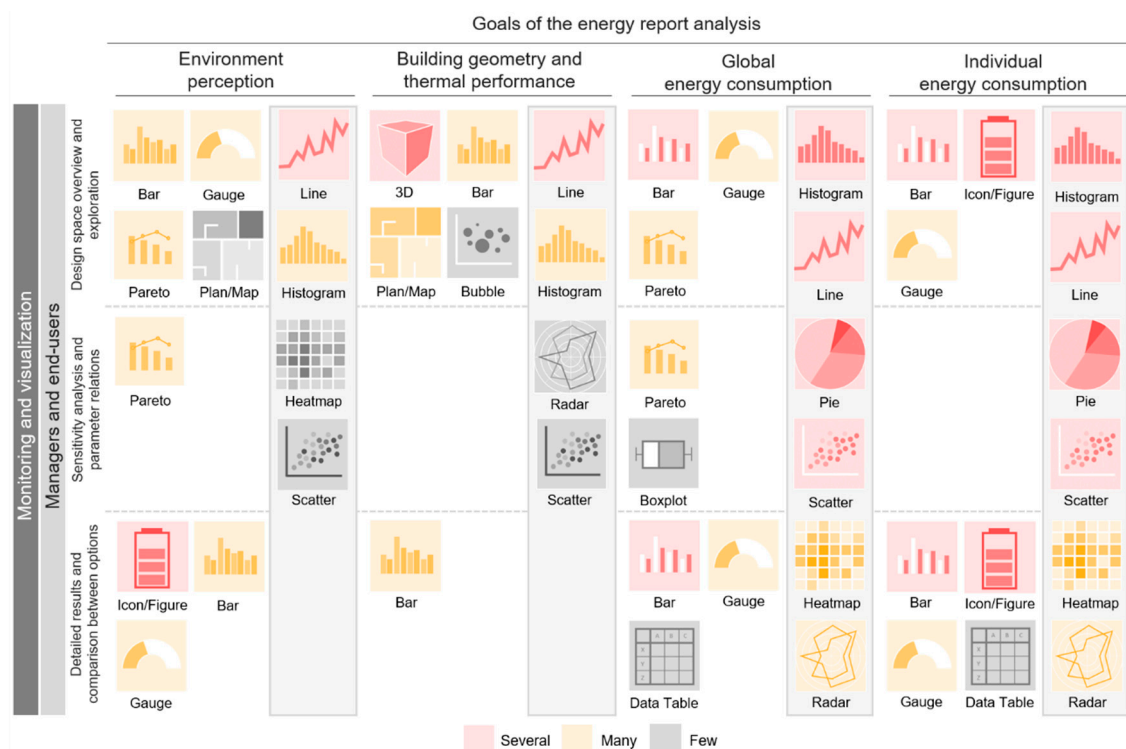 Goals of the energy report analysis
Environment
perception
Building geometry and
thermal performance
Global
energy consumption
Individual
energy consumption
Monitoring and visualization
Managers and end-users
Design space overview and
exploration
Bar
Gauge
Line
3D
Bar
Line
Bar
Gauge
Histogram
Bar
Icon/Figure
Histogram
Pareto
Plan/Map
Histogram
Plan/Map
Bubble
Histogram
Pareto
Line
Gauge
Line
Sensitivity analysis and
parameter relations
Pareto
Heatmap
Radar
Pareto
Pie
Pie
Scatter
Scatter
Boxplot
Scatter
Scatter
Detailed results and
comparison between options
Icon/Figure
Bar
Bar
Bar
Gauge
Heatmap
Bar
Icon/Figure
Heatmap
Gauge
A B C
X
Y
Z
Data Table
Radar
Gauge
A B C
X
Y
Z
Data Table
Radar
Several
Many
Few